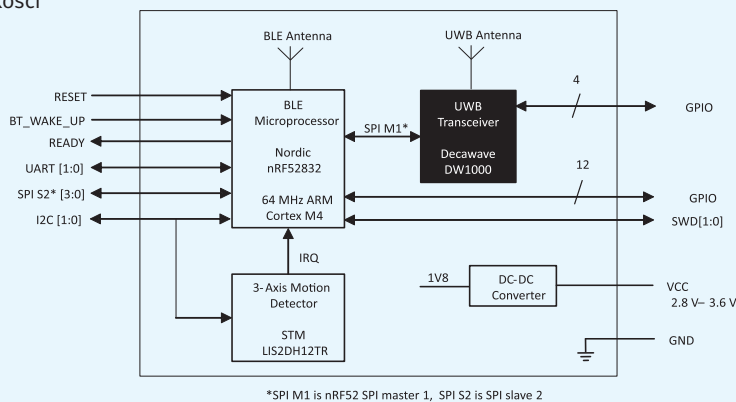 BLE Antenna
UWB Antenna
RESET
BT_WAKE_UP
READY
UART [1:0]
SPI S2* [3:0]
I2C [1:0]
BLE
Microprocessor
Nordic
nRF52832
64 MHz ARM
Cortex M4
SPI M1*
UWB
Transceiver
Decawave
DW1000
4
GPIO
12
GPIO
SWD[1:0]
IRQ
3-Axis Motion
Detector
STM
LIS2DH12TR
1V8
DC-DC
Converter
VCC
2.8 V– 3.6 V
GND
*SPI M1 is nRF52 SPI master 1, SPI S2 is SPI slave 2